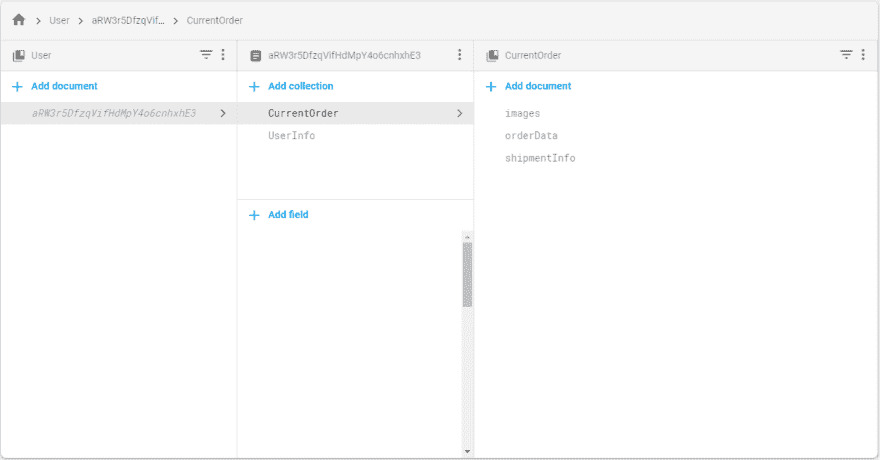 User > aRW3r5DfzqVif... > CurrentOrder
User
aRW3r5DfzqVifHdMpY4o6cnhxhE3
CurrentOrder
Add document
Add collection
Add document
aRW3r5DfzqVifHdMpY4o6cnhxhE3
CurrentOrder
images
UserInfo
orderData
shipmentInfo
Add field